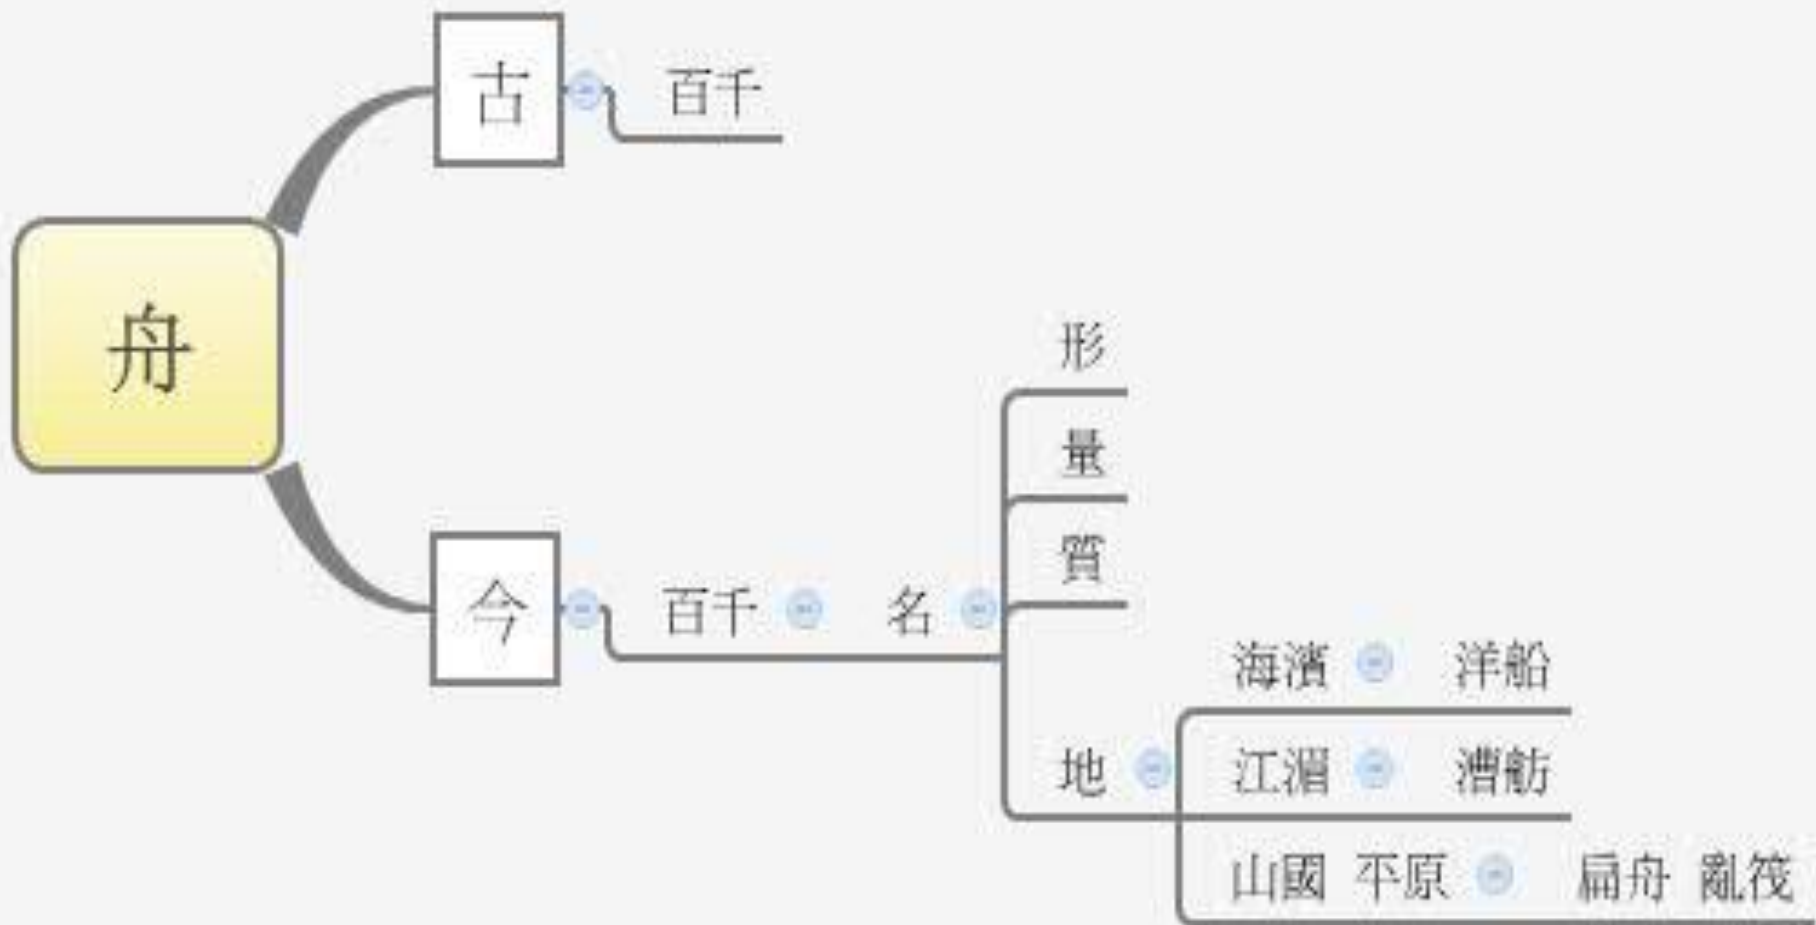 舟
古
百千
今
百千 名
形
量
質
地
海濱 洋船
江湄 漕舫
山國 平原 扁舟 亂筏